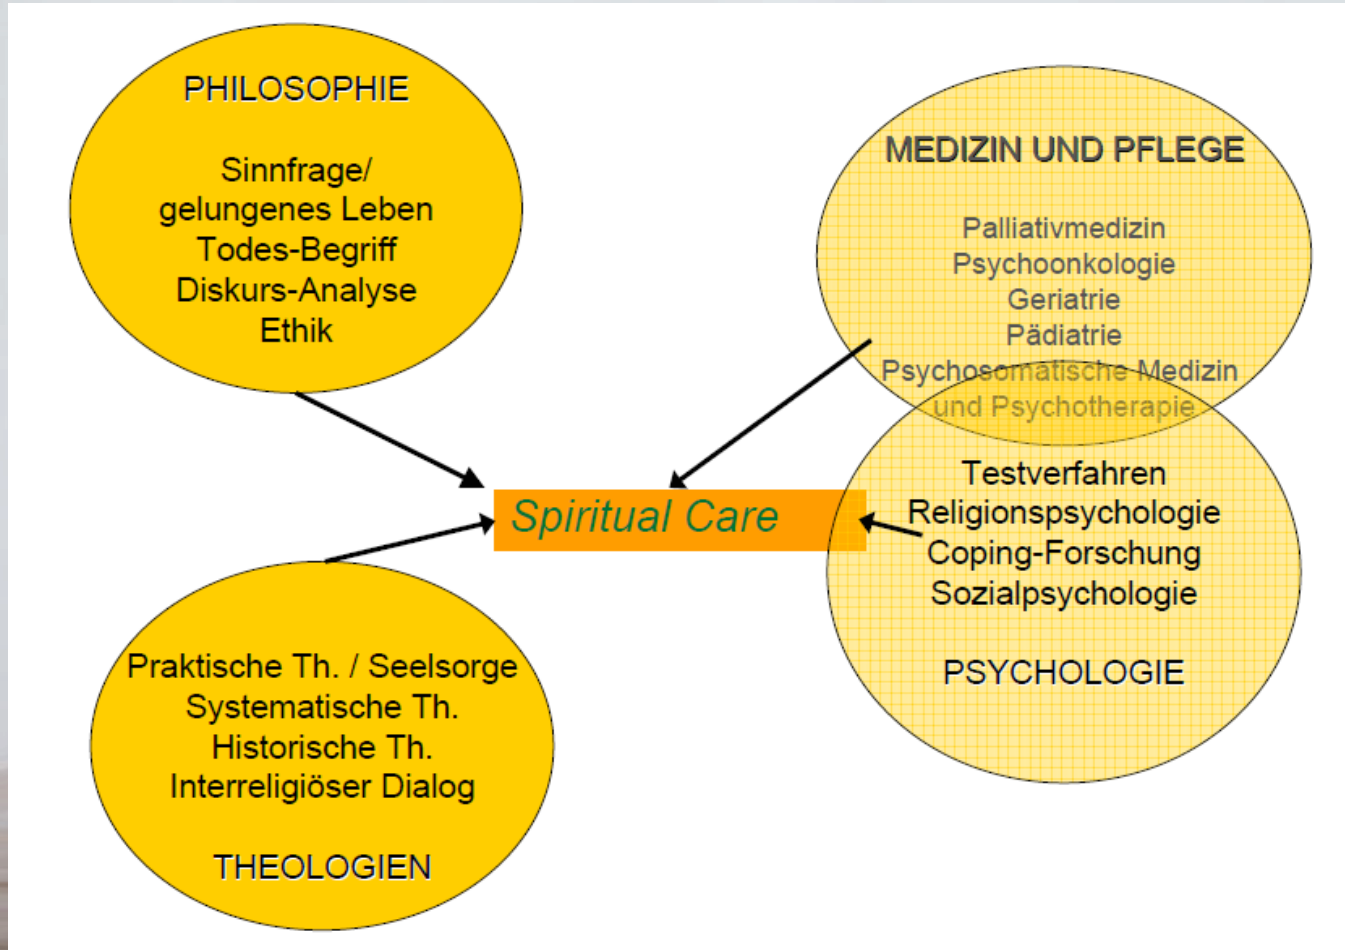 PHILOSOPHIE
Sinnfrage/
gelungenes Leben
Todes-Begriff
Diskurs-Analyse
Ethik
MEDIZIN UND PFLEGE
Palliativmedizin
Psychoonkologie
Geriatrie
Pädiatrie
Psychosomatische Medizin
und Psychotherapie
Spiritual Care
Testverfahren
Religionspsychologie
Coping-Forschung
Sozialpsychologie
PSYCHOLOGIE
Praktische Th. / Seelsorge
Systematische Th.
Historische Th.
Interreligiöser Dialog
THEOLOGIEN